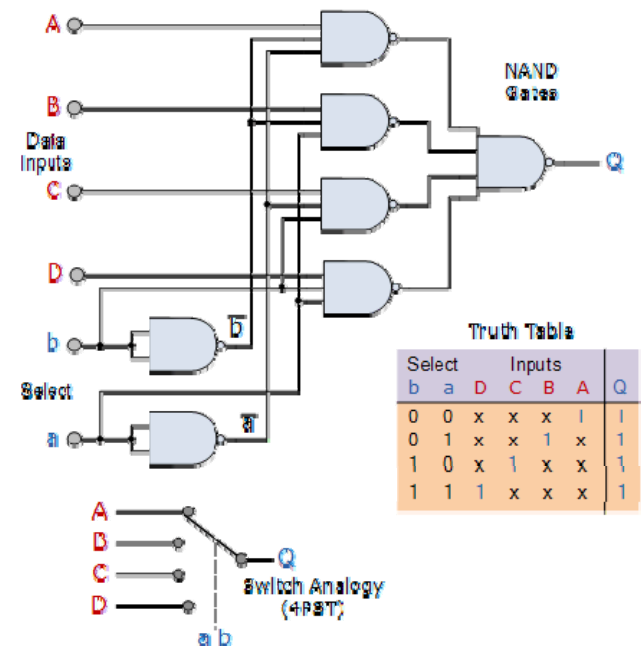 A
NAND
Gates
B
Data
Inputs
Q
C
D
b
b
Select
a
a
Truth Table
Select Inputs
b a D C B A Q
0 0 x x x 1 1
0 1 x x 1 x 1
1 0 x 1 x x 1
1 1 1 x x x 1
A
B
C
D
Q
Switch Analogy
(4PST)
a b